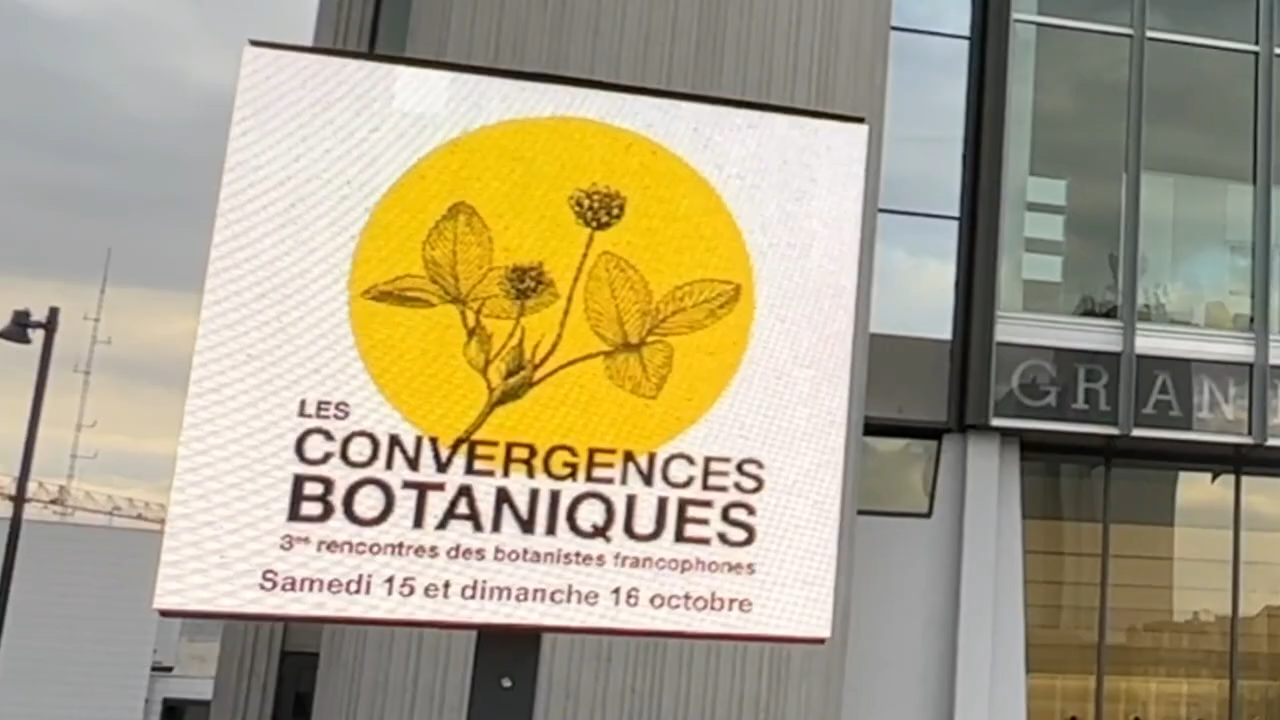 LES
CONVERGENCES
BOTANIQUES
3es rencontres des botanistes francophones
Samedi 15 et dimanche 16 octobre
GRAN